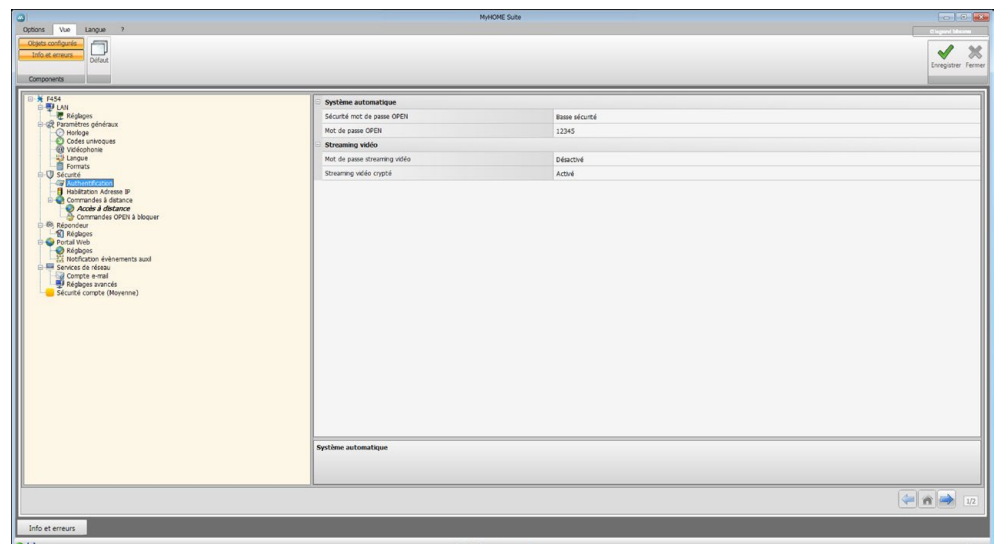 MyHOME Suite
Options Vue Langue ?
Objets configurés
Info et erreurs
Défaut
Components
Enregistrer Fermer
F454
LAN
Réglages
Paramètres généraux
Horloge
Codes univoques
Vidéophonie
Langue
Formats
Sécurité
Authentification
Habilitation Adresse IP
Commandes à distance
Accès à distance
Commandes OPEN à bloquer
Répondeur
Réglages
Portail Web
Réglages
Notification évènements auxil
Services de réseau
Compte e-mail
Réglages avancés
Sécurité compte (Moyenne)
Système automatique
Sécurité mot de passe OPEN Basse sécurité
Mot de passe OPEN 12345
Streaming vidéo
Mot de passe streaming vidéo Désactivé
Streaming vidéo crypté Activé
Système automatique
1/2
Info et erreurs